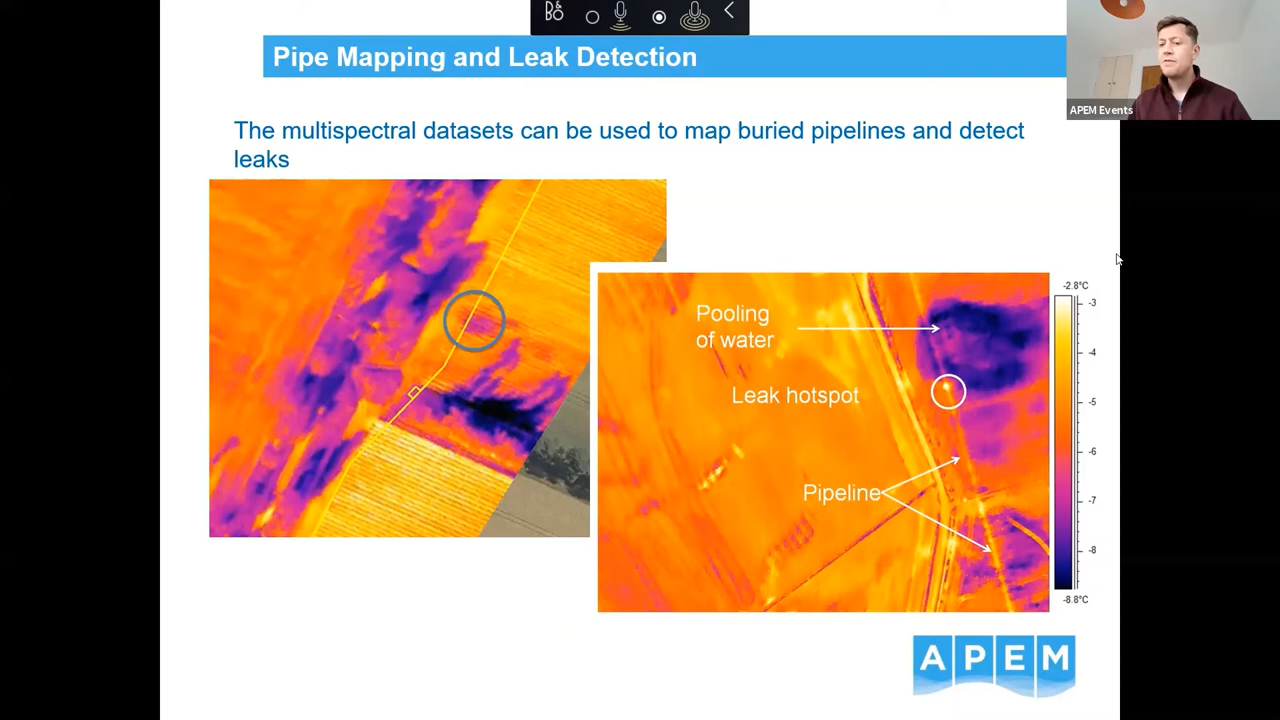 Pipe Mapping and Leak Detection
APEM Events
The multispectral datasets can be used to map buried pipelines and detect
leaks
Pooling
of water
Leak hotspot
Pipeline
-2.8°C
-3
-4
-5
-6
-7
-8
-8.8°C
APEM